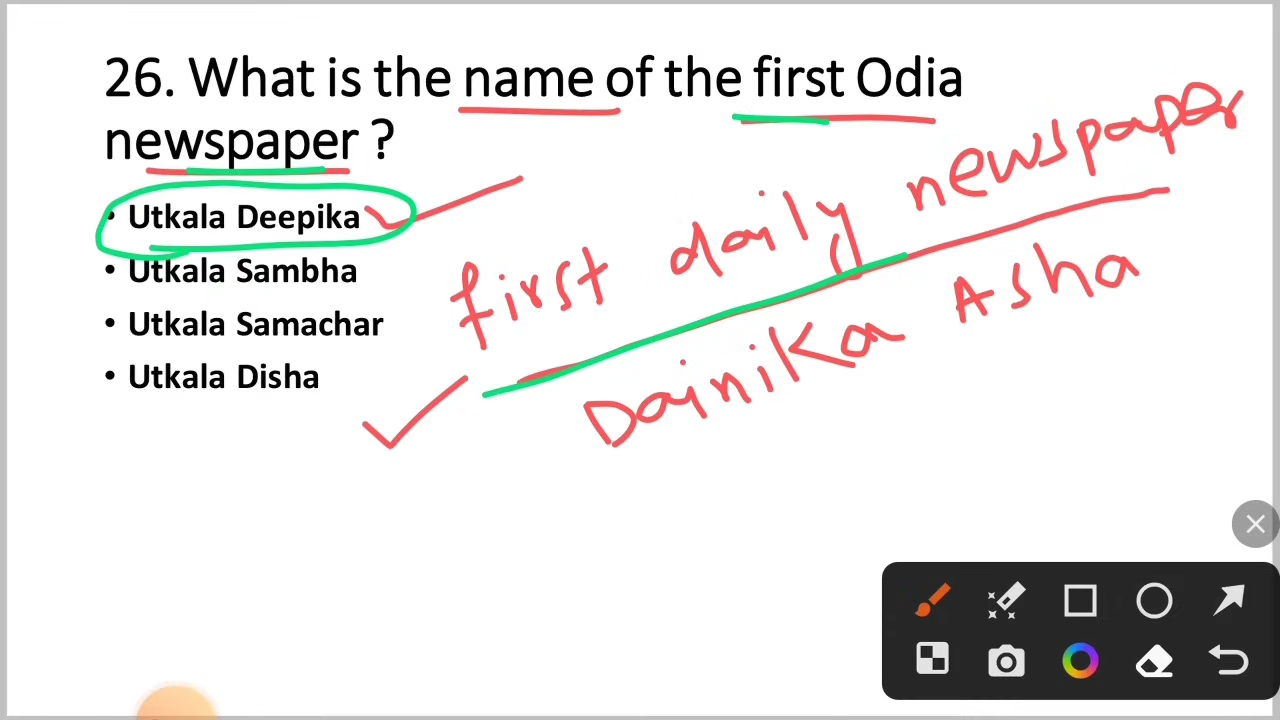 26. What is the name of the first Odia
newspaper ?
• Utkala Deepika
• Utkala Sambha
• Utkala Samachar
• Utkala Disha
first daily newspaper
Dainika Asha